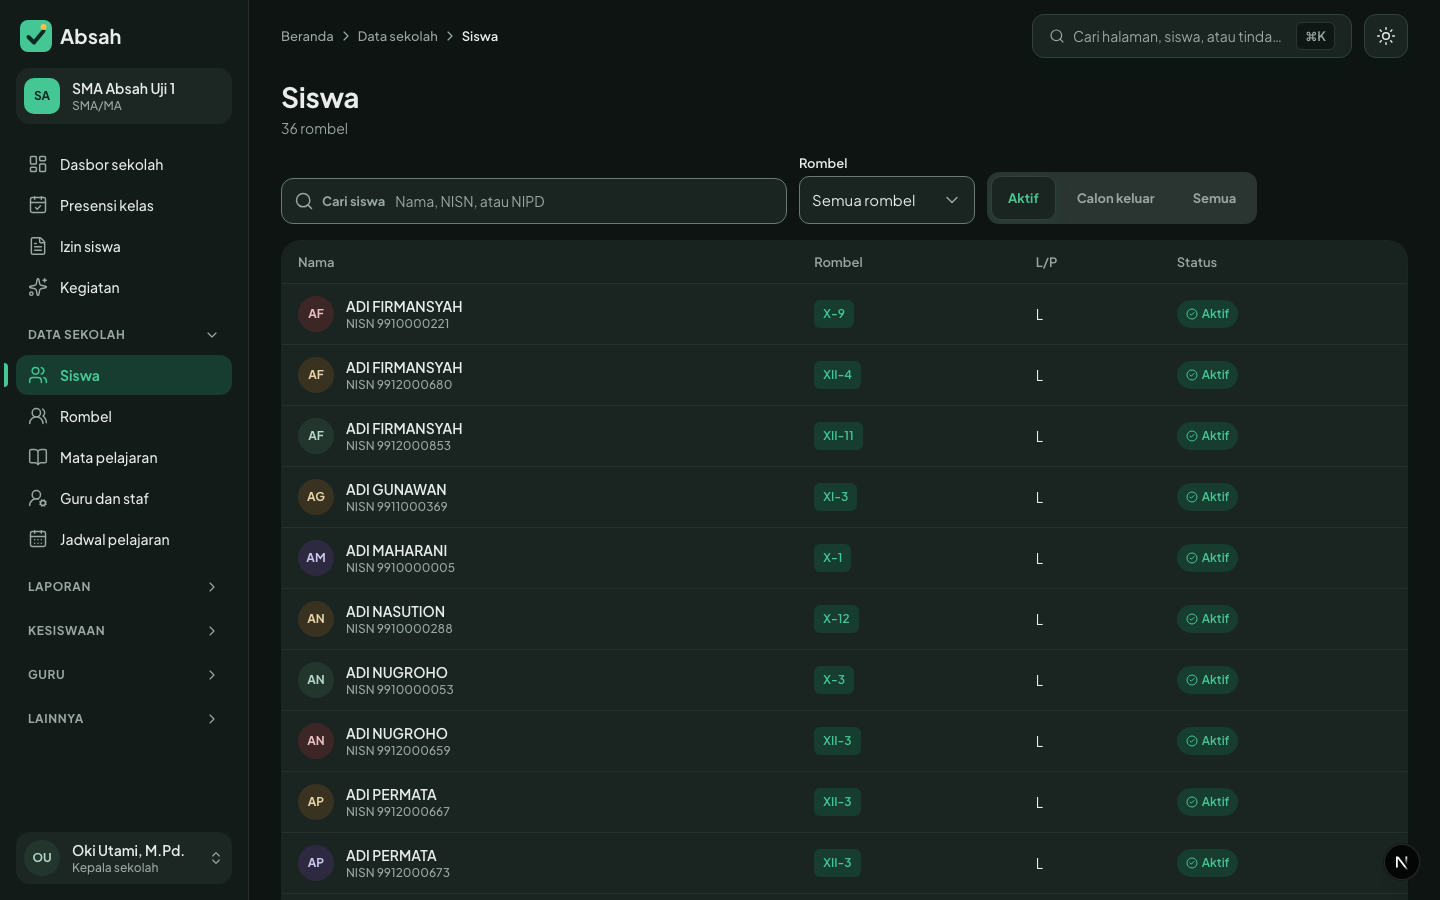 Absah
SA
SMA Absah Uji 1
SMA/MA
Dasbor sekolah
Presensi kelas
Izin siswa
Kegiatan
DATA SEKOLAH
Siswa
Rombel
Mata pelajaran
Guru dan staf
Jadwal pelajaran
LAPORAN
KESISWAAN
GURU
LAINNYA
OU
Oki Utami, M.Pd.
Kepala sekolah
Beranda > Data sekolah > Siswa
Cari halaman, siswa, atau tinda... ⌘K
Siswa
36 rombel
Cari siswa Nama, NISN, atau NIPD
Rombel
Semua rombel
Aktif Calon keluar Semua
Nama Rombel L/P Status
AF ADI FIRMANSYAH X-9 L Aktif
NISN 9910000221
AF ADI FIRMANSYAH XII-4 L Aktif
NISN 9912000680
AF ADI FIRMANSYAH XII-11 L Aktif
NISN 9912000853
AG ADI GUNAWAN XI-3 L Aktif
NISN 9911000369
AM ADI MAHARANI X-1 L Aktif
NISN 9910000005
AN ADI NASUTION X-12 L Aktif
NISN 9910000288
AN ADI NUGROHO X-3 L Aktif
NISN 9910000053
AN ADI NUGROHO XII-3 L Aktif
NISN 9912000659
AP ADI PERMATA XII-3 L Aktif
NISN 9912000667
AP ADI PERMATA XII-3 L Aktif
NISN 9912000673
N